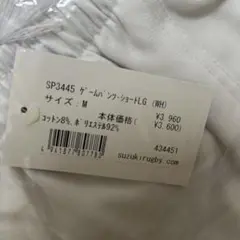 SP3445 ゲームパンツ・ショートLG (WH)
サイズ: M
¥3,960
本体価格( ¥3,600)
コットン8%、ポリエステル92%
434451
suzukirugby.com